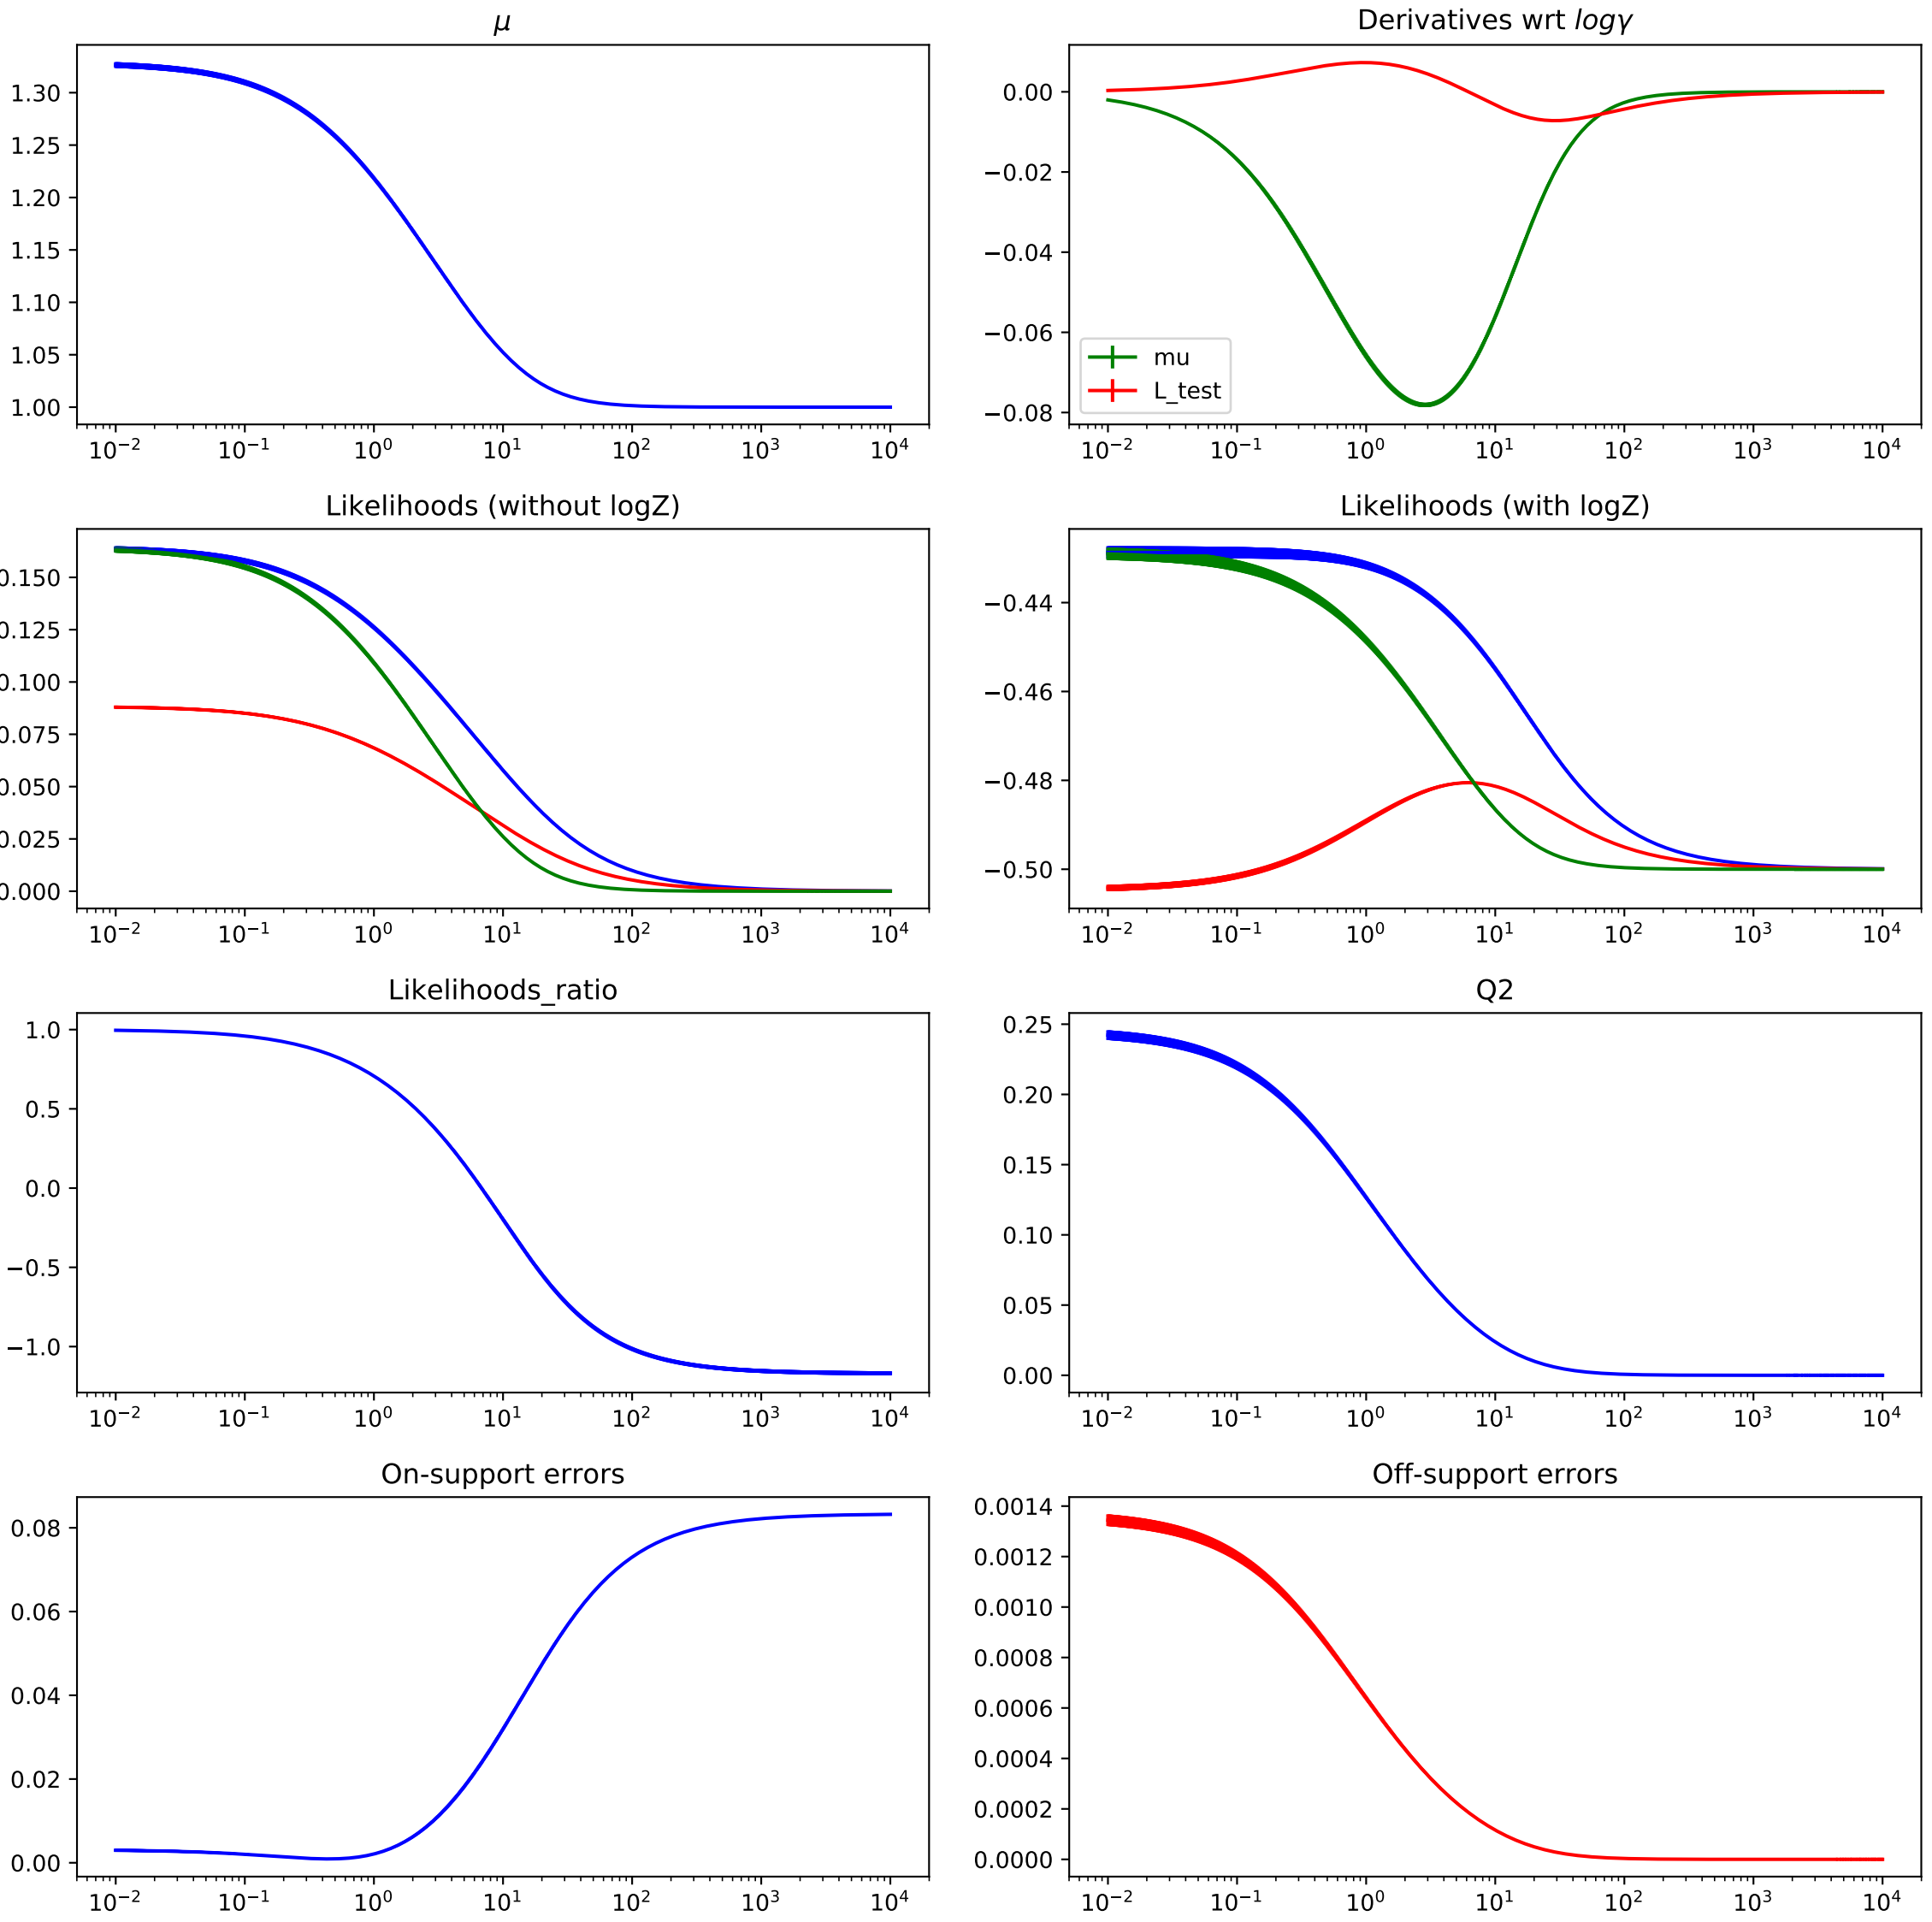 μ
1.30
1.25
1.20
1.15
1.10
1.05
1.00
10⁻² 10⁻¹ 10⁰ 10¹ 10² 10³ 10⁴
Derivatives wrt logγ
0.00
−0.02
−0.04
−0.06
−0.08
mu
L_test
10⁻² 10⁻¹ 10⁰ 10¹ 10² 10³ 10⁴
Likelihoods (without logZ)
0.150
0.125
0.100
0.075
0.050
0.025
0.000
10⁻² 10⁻¹ 10⁰ 10¹ 10² 10³ 10⁴
Likelihoods (with logZ)
−0.44
−0.46
−0.48
−0.50
10⁻² 10⁻¹ 10⁰ 10¹ 10² 10³ 10⁴
Likelihoods_ratio
1.0
0.5
0.0
−0.5
−1.0
10⁻² 10⁻¹ 10⁰ 10¹ 10² 10³ 10⁴
Q2
0.25
0.20
0.15
0.10
0.05
0.00
10⁻² 10⁻¹ 10⁰ 10¹ 10² 10³ 10⁴
On-support errors
0.08
0.06
0.04
0.02
0.00
10⁻² 10⁻¹ 10⁰ 10¹ 10² 10³ 10⁴
Off-support errors
0.0014
0.0012
0.0010
0.0008
0.0006
0.0004
0.0002
0.0000
10⁻² 10⁻¹ 10⁰ 10¹ 10² 10³ 10⁴